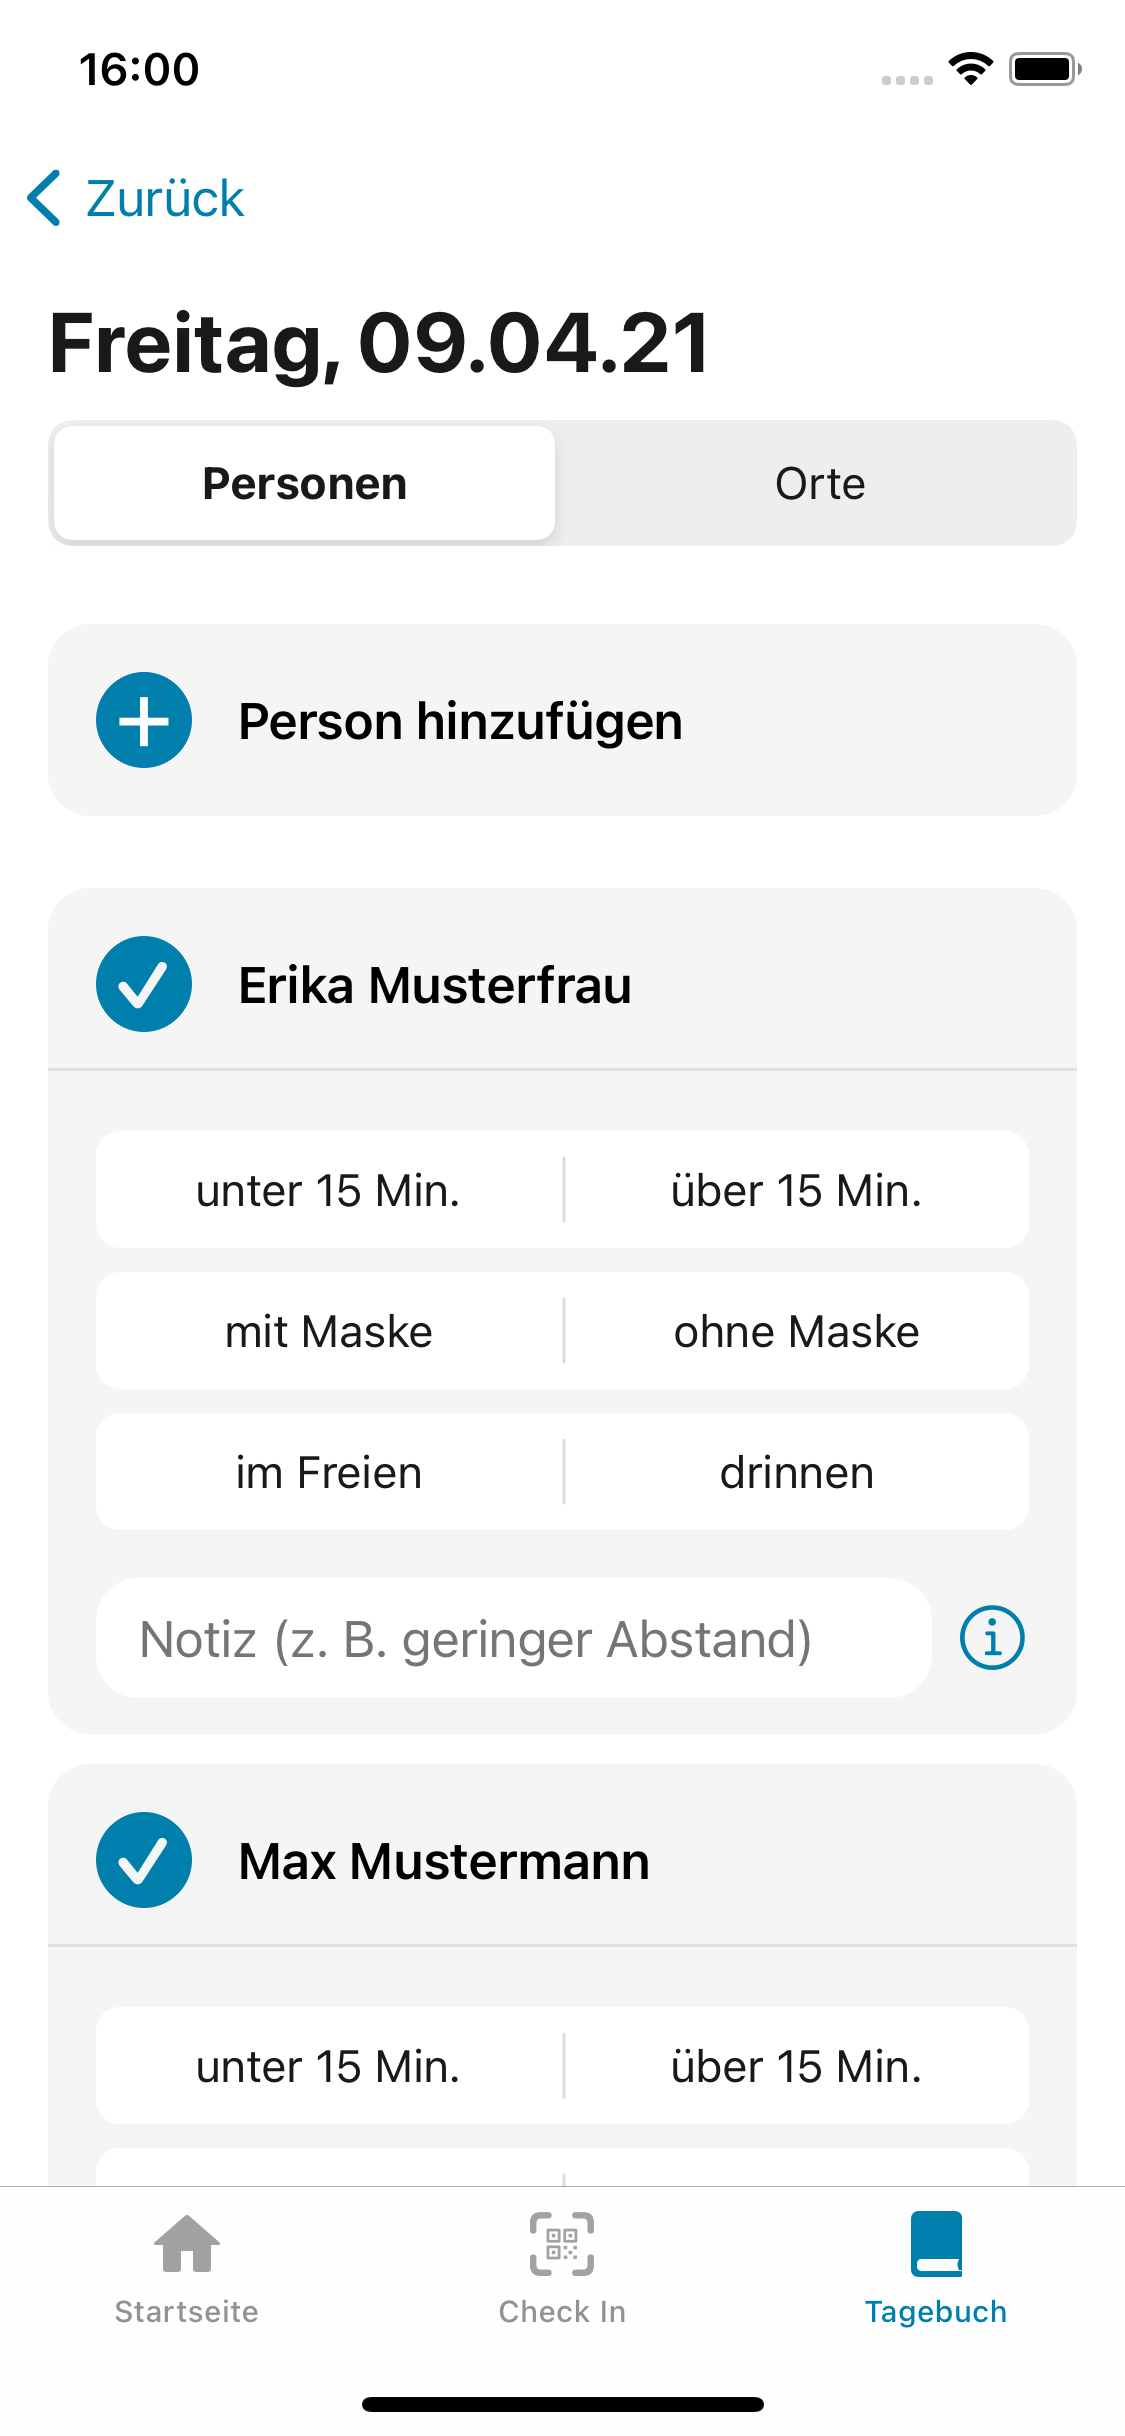 16:00
Zurück
Freitag, 09.04.21
Personen Orte
Person hinzufügen
Erika Musterfrau
unter 15 Min. über 15 Min.
mit Maske ohne Maske
im Freien drinnen
Notiz (z. B. geringer Abstand)
Max Mustermann
unter 15 Min. über 15 Min.
Startseite Check In Tagebuch